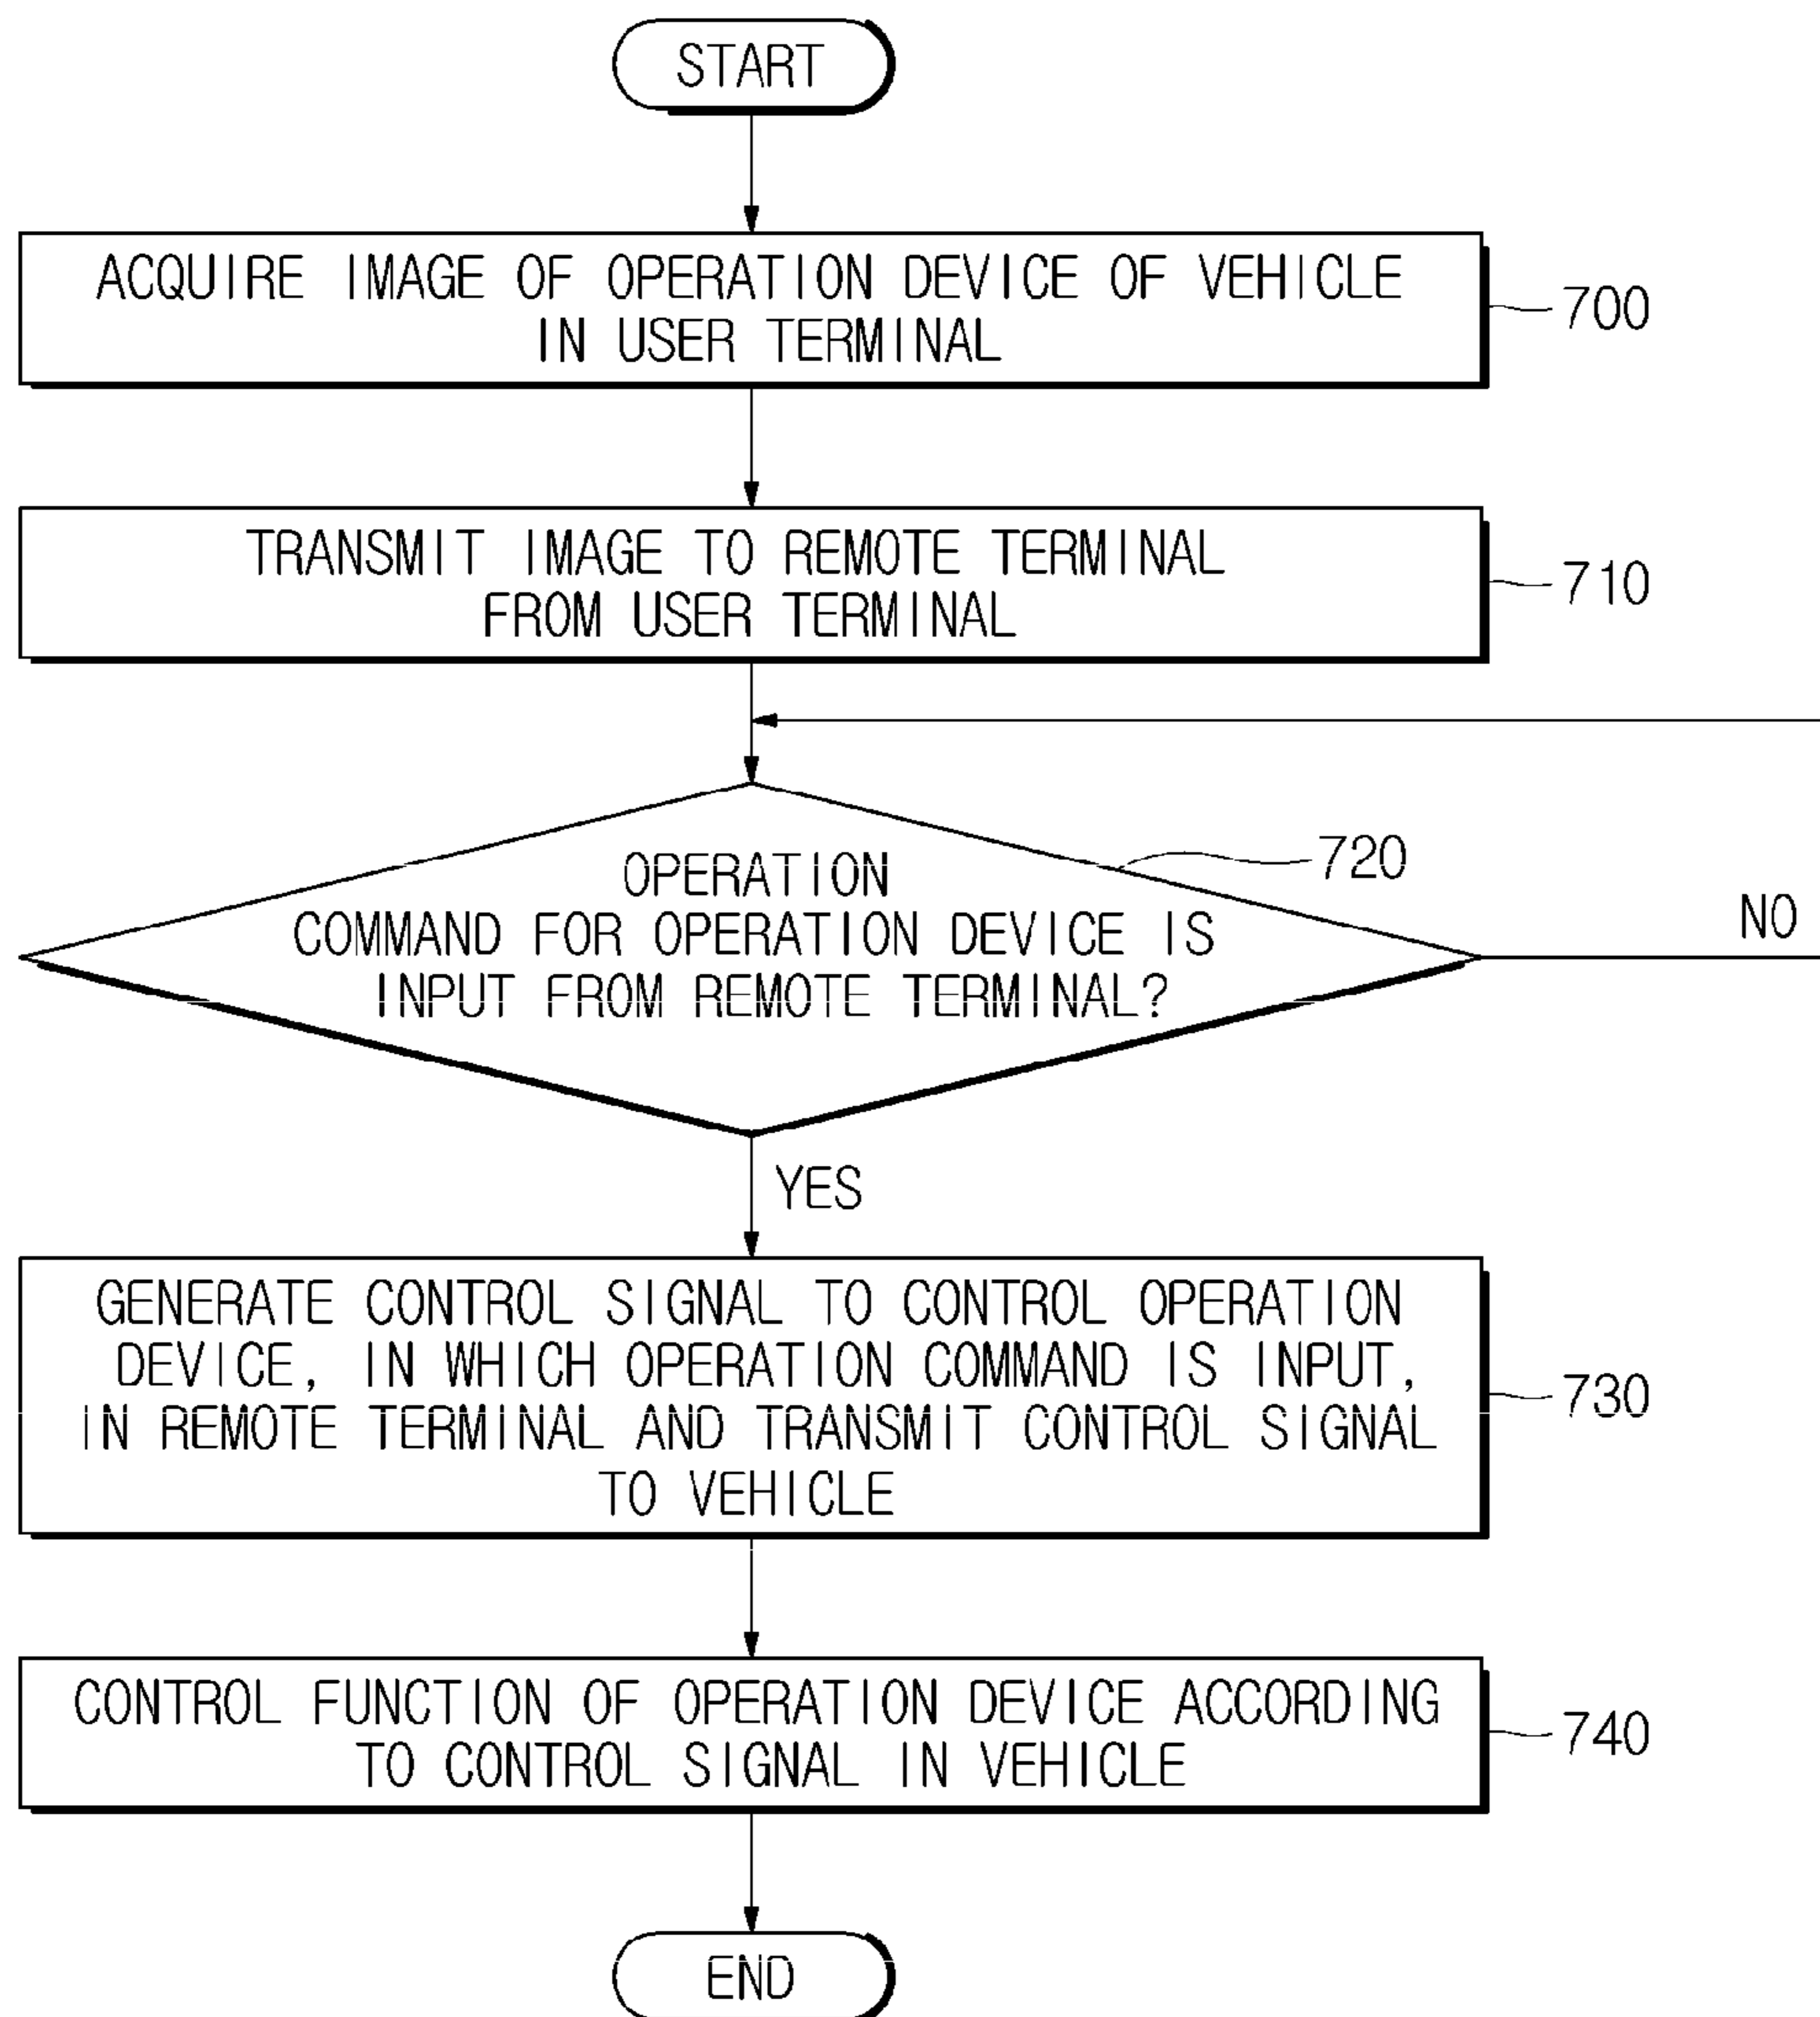 START
ACQUIRE IMAGE OF OPERATION DEVICE OF VEHICLE
IN USER TERMINAL
700
TRANSMIT IMAGE TO REMOTE TERMINAL
FROM USER TERMINAL
710
720
OPERATION
COMMAND FOR OPERATION DEVICE IS
INPUT FROM REMOTE TERMINAL?
NO
YES
GENERATE CONTROL SIGNAL TO CONTROL OPERATION
DEVICE, IN WHICH OPERATION COMMAND IS INPUT,
IN REMOTE TERMINAL AND TRANSMIT CONTROL SIGNAL
TO VEHICLE
730
CONTROL FUNCTION OF OPERATION DEVICE ACCORDING
TO CONTROL SIGNAL IN VEHICLE
740
END